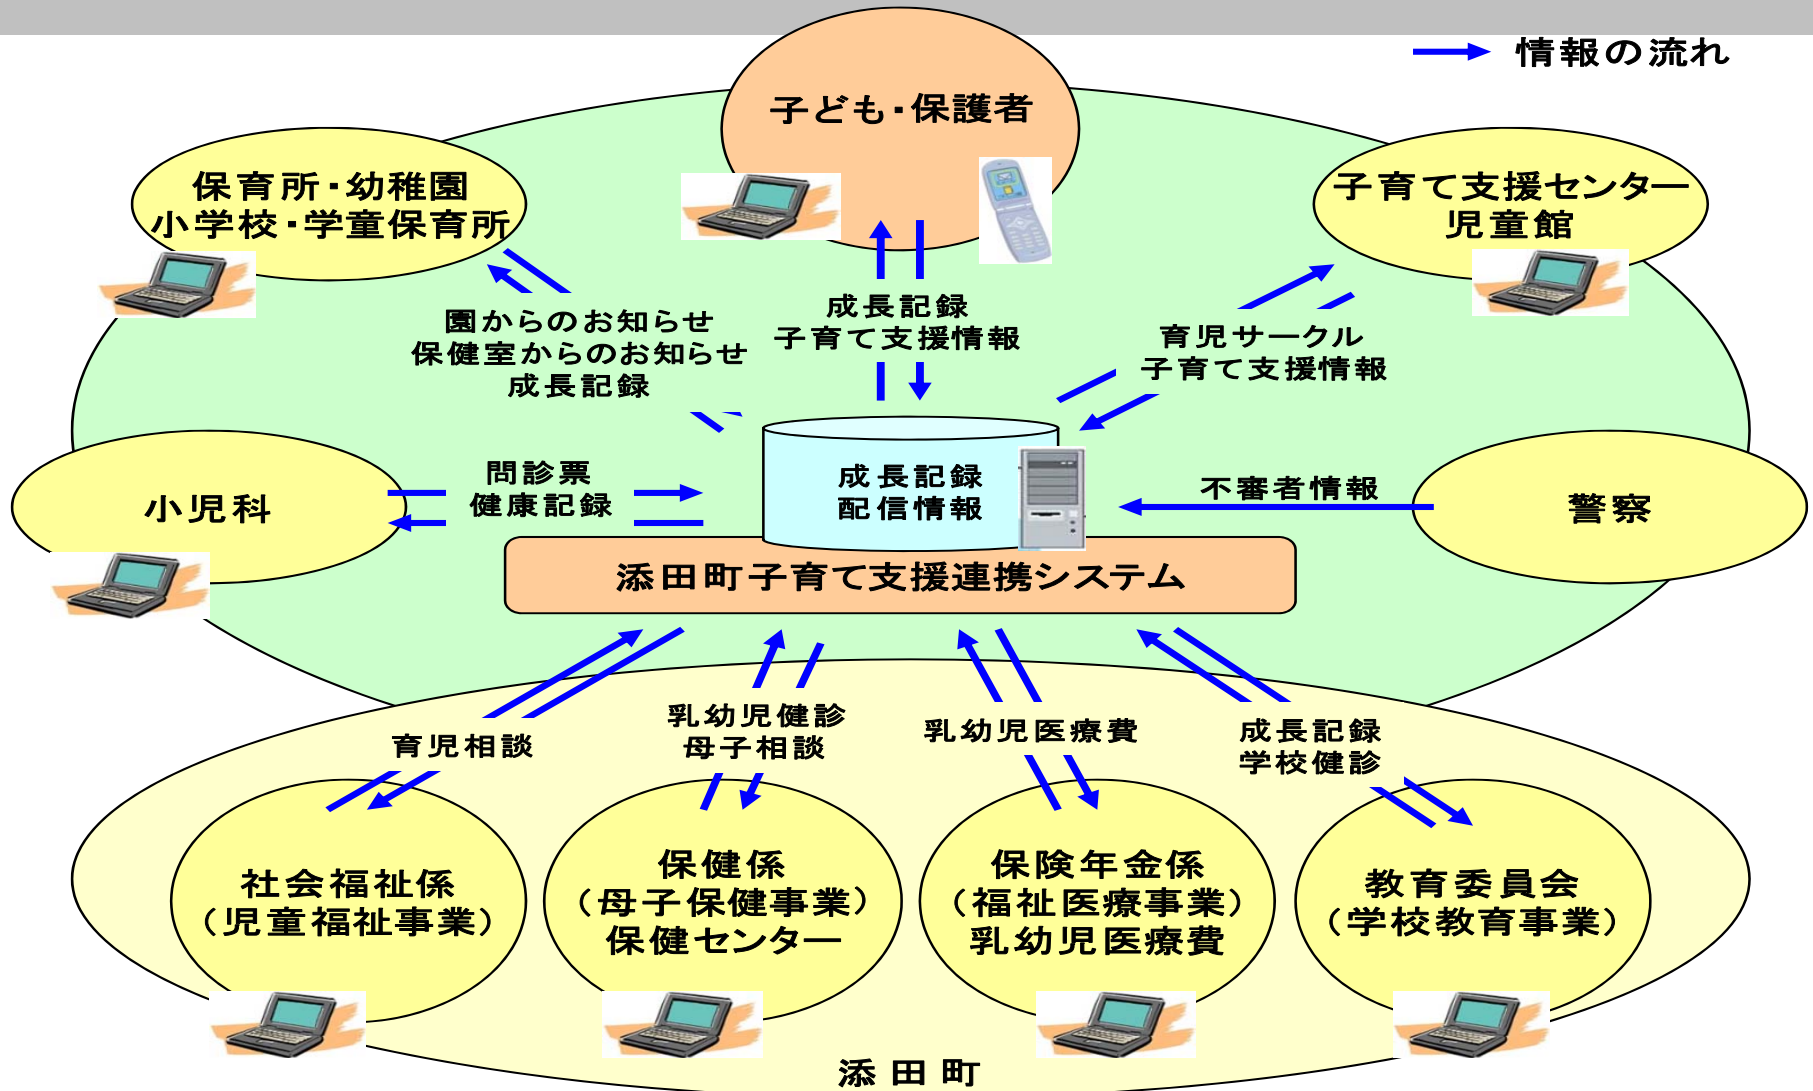 情報の流れ
子ども・保護者
保育所・幼稚園
小学校・学童保育所
子育て支援センター
児童館
園からのお知らせ
保健室からのお知らせ
成長記録
成長記録
子育て支援情報
育児サークル
子育て支援情報
小児科
問診票
健康記録
成長記録
配信情報
不審者情報
警察
添田町子育て支援連携システム
育児相談
乳幼児健診
母子相談
乳幼児医療費
成長記録
学校健診
社会福祉係
（児童福祉事業）
保健係
（母子保健事業）
保健センター
保険年金係
（福祉医療事業）
乳幼児医療費
教育委員会
（学校教育事業）
添田町